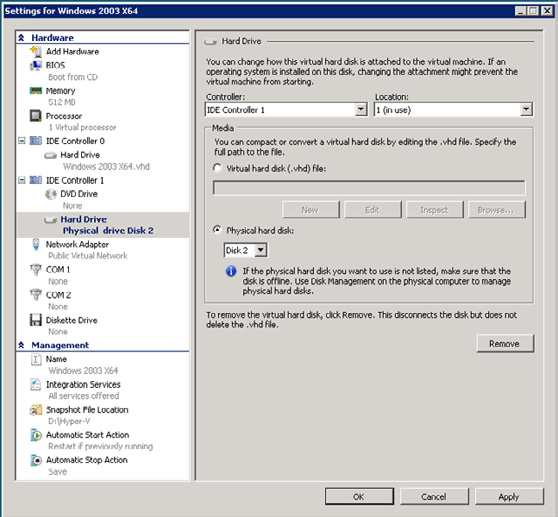 Settings for Windows 2003 X64
Hardware
Add Hardware
BIOS
Boot from CD
Memory
512 MB
Processor
1 Virtual processor
IDE Controller 0
Hard Drive
Windows 2003 X64.vhd
IDE Controller 1
DVD Drive
None
Hard Drive
Physical drive Disk 2
Network Adapter
Public Virtual Network
COM 1
None
COM 2
None
Diskette Drive
None
Management
Name
Windows 2003 X64
Integration Services
All services offered
Snapshot File Location
D:\Hyper-V
Automatic Start Action
Restart if previously running
Automatic Stop Action
Save
Hard Drive
You can change how this virtual hard disk is attached to the virtual machine. If an
operating system is installed on this disk, changing the attachment might prevent the
virtual machine from starting.
Controller: Location:
IDE Controller 1 1 (in use)
Media
You can compact or convert a virtual hard disk by editing the .vhd file. Specify the
full path to the file.
Virtual hard disk (.vhd) file:
New Edit Inspect Browse...
Physical hard disk:
Disk 2
If the physical hard disk you want to use is not listed, make sure that the
disk is offline. Use Disk Management on the physical computer to manage
physical hard disks.
To remove the virtual hard disk, click Remove. This disconnects the disk but does not
delete the .vhd file.
Remove
OK Cancel Apply